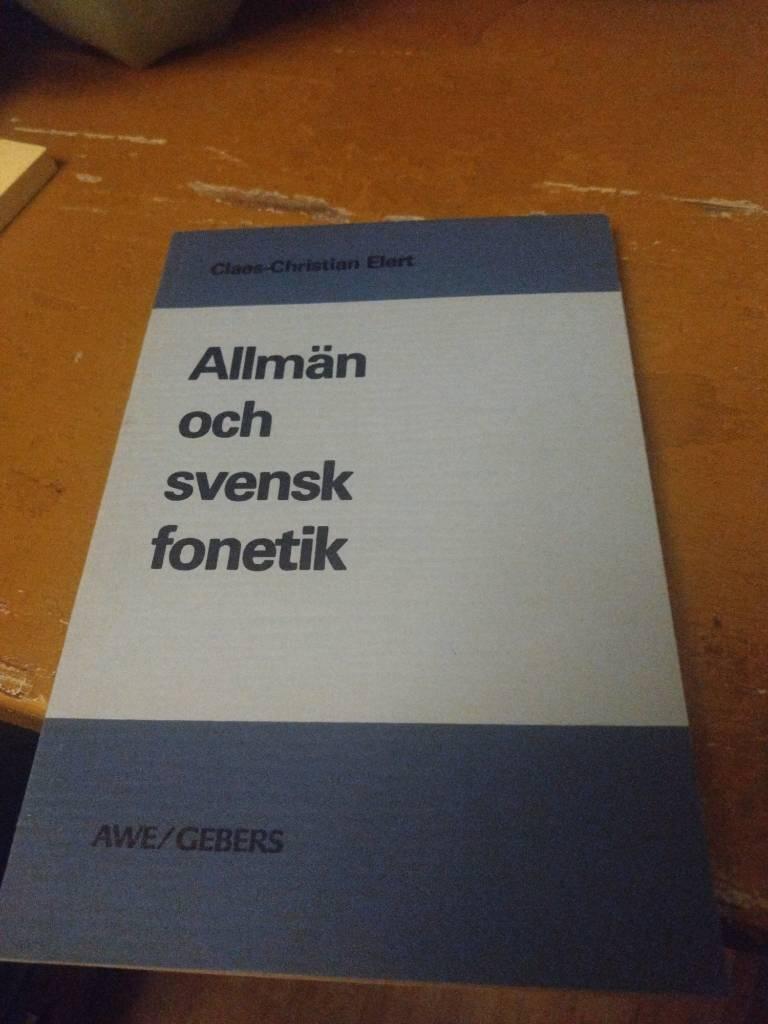 Claes-Christian Elert
Allmän
och
svensk
fonetik
AWE/GEBERS